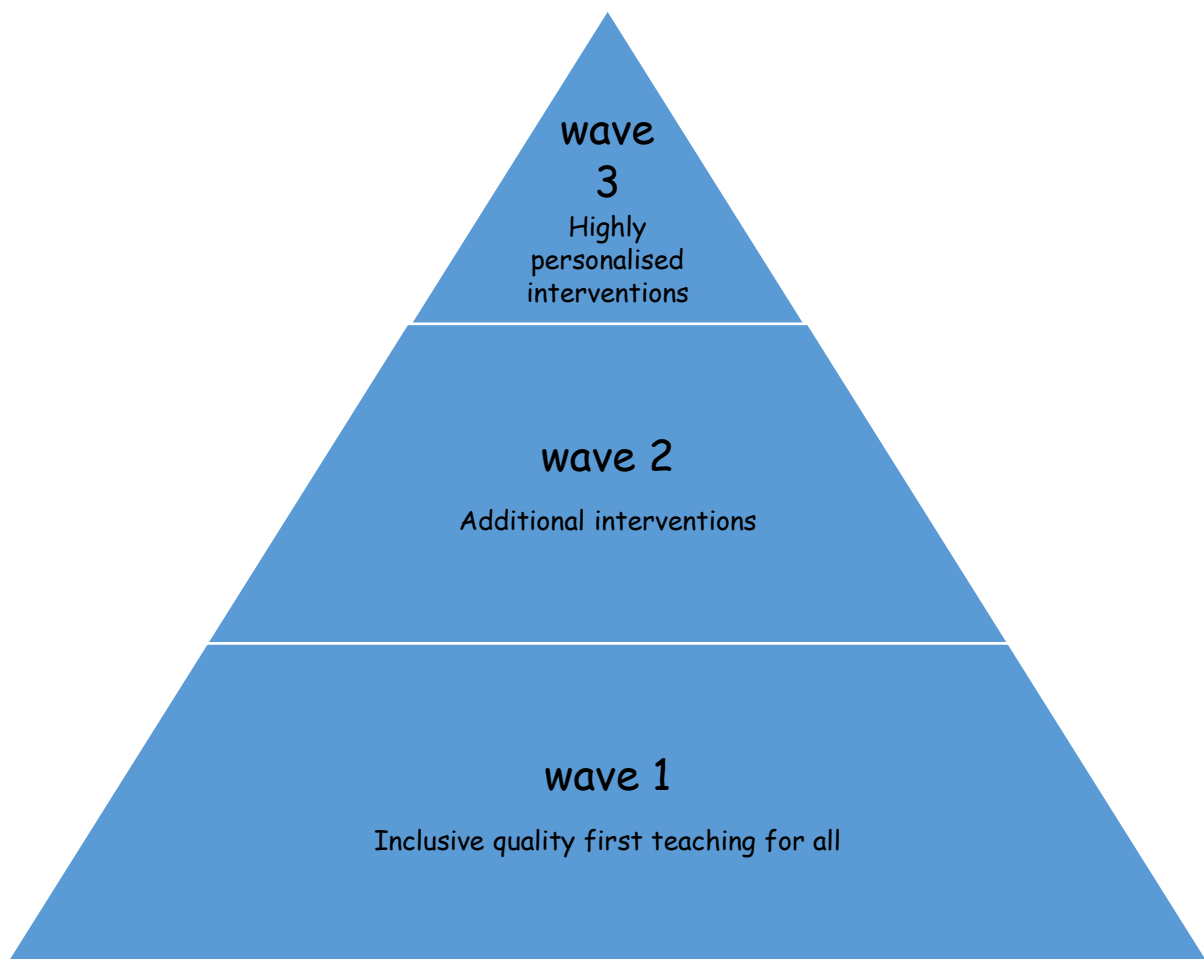 wave
3
Highly
personalised
interventions
wave 2
Additional interventions
wave 1
Inclusive quality first teaching for all